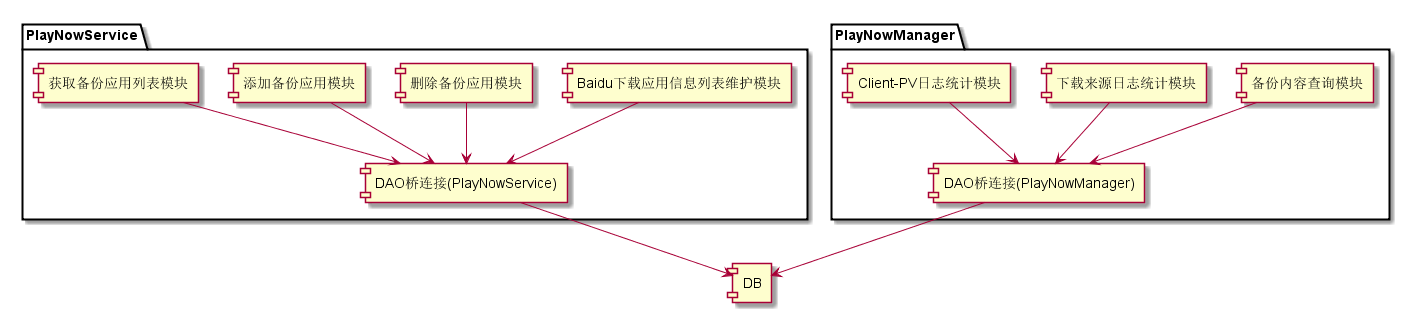 PlayNowService
获取备份应用列表模块
添加备份应用模块
删除备份应用模块
Baidu下载应用信息列表维护模块
DAO桥连接(PlayNowService)
PlayNowManager
Client-PV日志统计模块
下载来源日志统计模块
备份内容查询模块
DAO桥连接(PlayNowManager)
DB